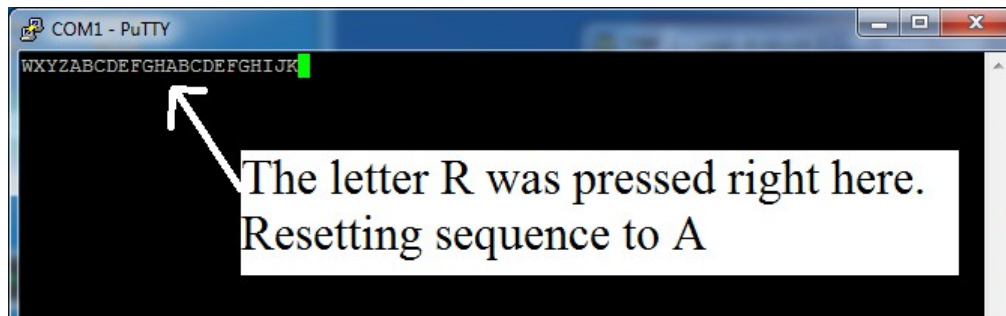 COM1 - PuTTY
WXYZABCDEFGHABCDEFGHIJK
The letter R was pressed right here.
Resetting sequence to A